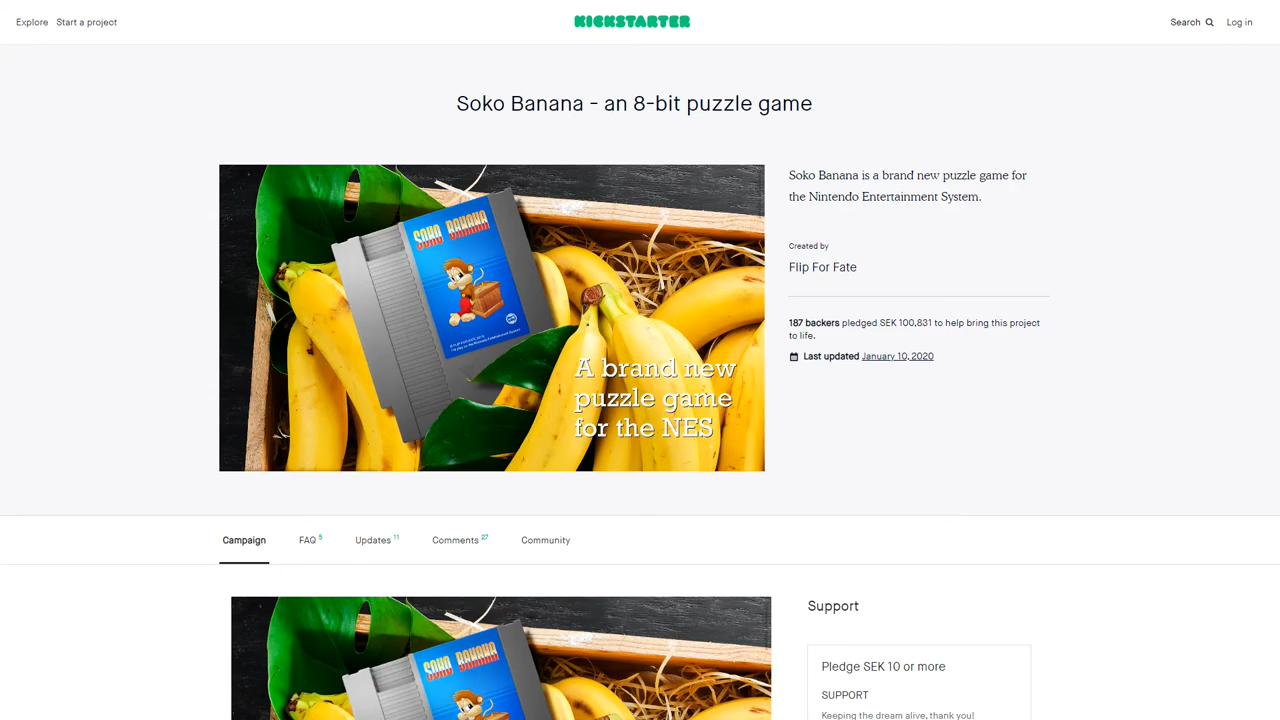 Explore Start a project KICKSTARTER Search Log in
Soko Banana - an 8-bit puzzle game
SOKO BANANA
A brand new
puzzle game
for the NES
Soko Banana is a brand new puzzle game for
the Nintendo Entertainment System.
Created by
Flip For Fate
187 backers pledged SEK 100,831 to help bring this project
to life.
Last updated January 10, 2020
Campaign FAQ 5 Updates 11 Comments 27 Community
SOKO BANANA
Support
Pledge SEK 10 or more
SUPPORT
Keeping the dream alive, thank you!